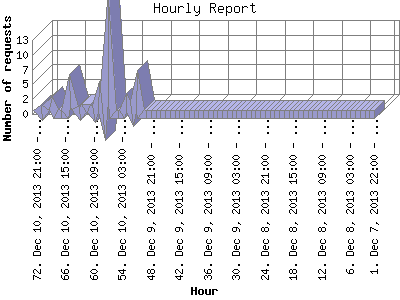 Hourly Report
Number of requests
13
10
7
5
2
0
72. Dec 10, 2013 21:00 - ...
66. Dec 10, 2013 15:00 - ...
60. Dec 10, 2013 09:00 - ...
54. Dec 10, 2013 03:00 - ...
48. Dec 9, 2013 21:00 - ...
42. Dec 9, 2013 15:00 - ...
36. Dec 9, 2013 09:00 - ...
30. Dec 9, 2013 03:00 - ...
24. Dec 8, 2013 21:00 - ...
18. Dec 8, 2013 15:00 - ...
12. Dec 8, 2013 09:00 - ...
6. Dec 8, 2013 03:00 - ...
1. Dec 7, 2013 22:00 - ...
Hour